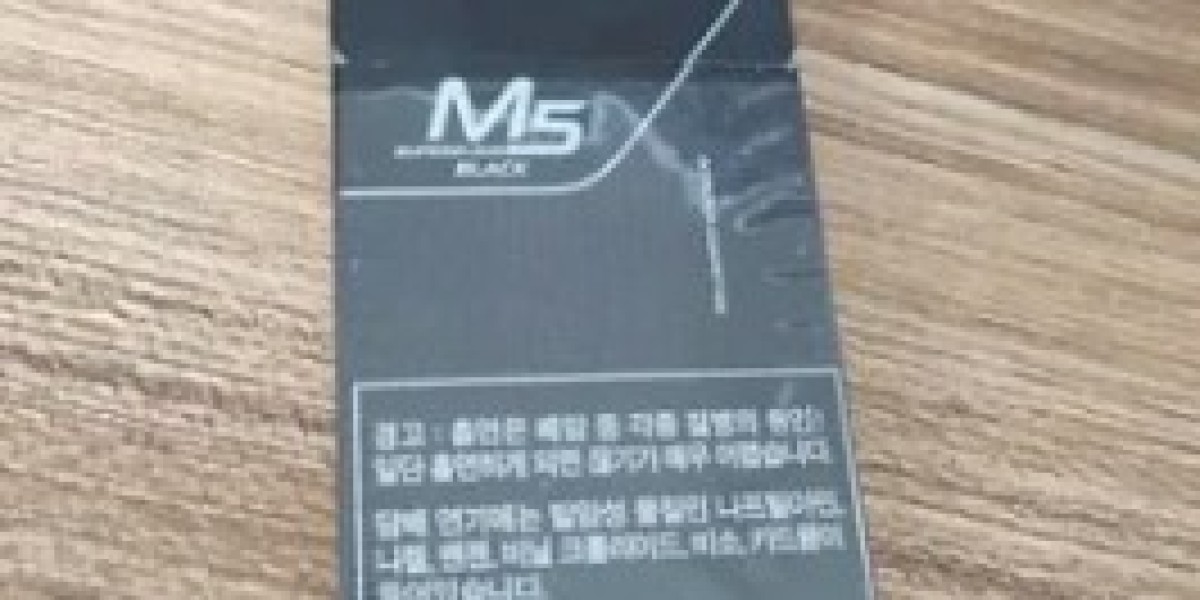 M5
BLACK
경고 : 흡연은 폐암 등 각종 질병의 원인!
일단 흡연하게 되면 끊기가 매우 어렵습니다.
담배 연기에는 발암성 물질인 나프틸아민,
니켈, 벤젠, 비닐 크롤라이드, 비소, 카드뮴이
들어있습니다.